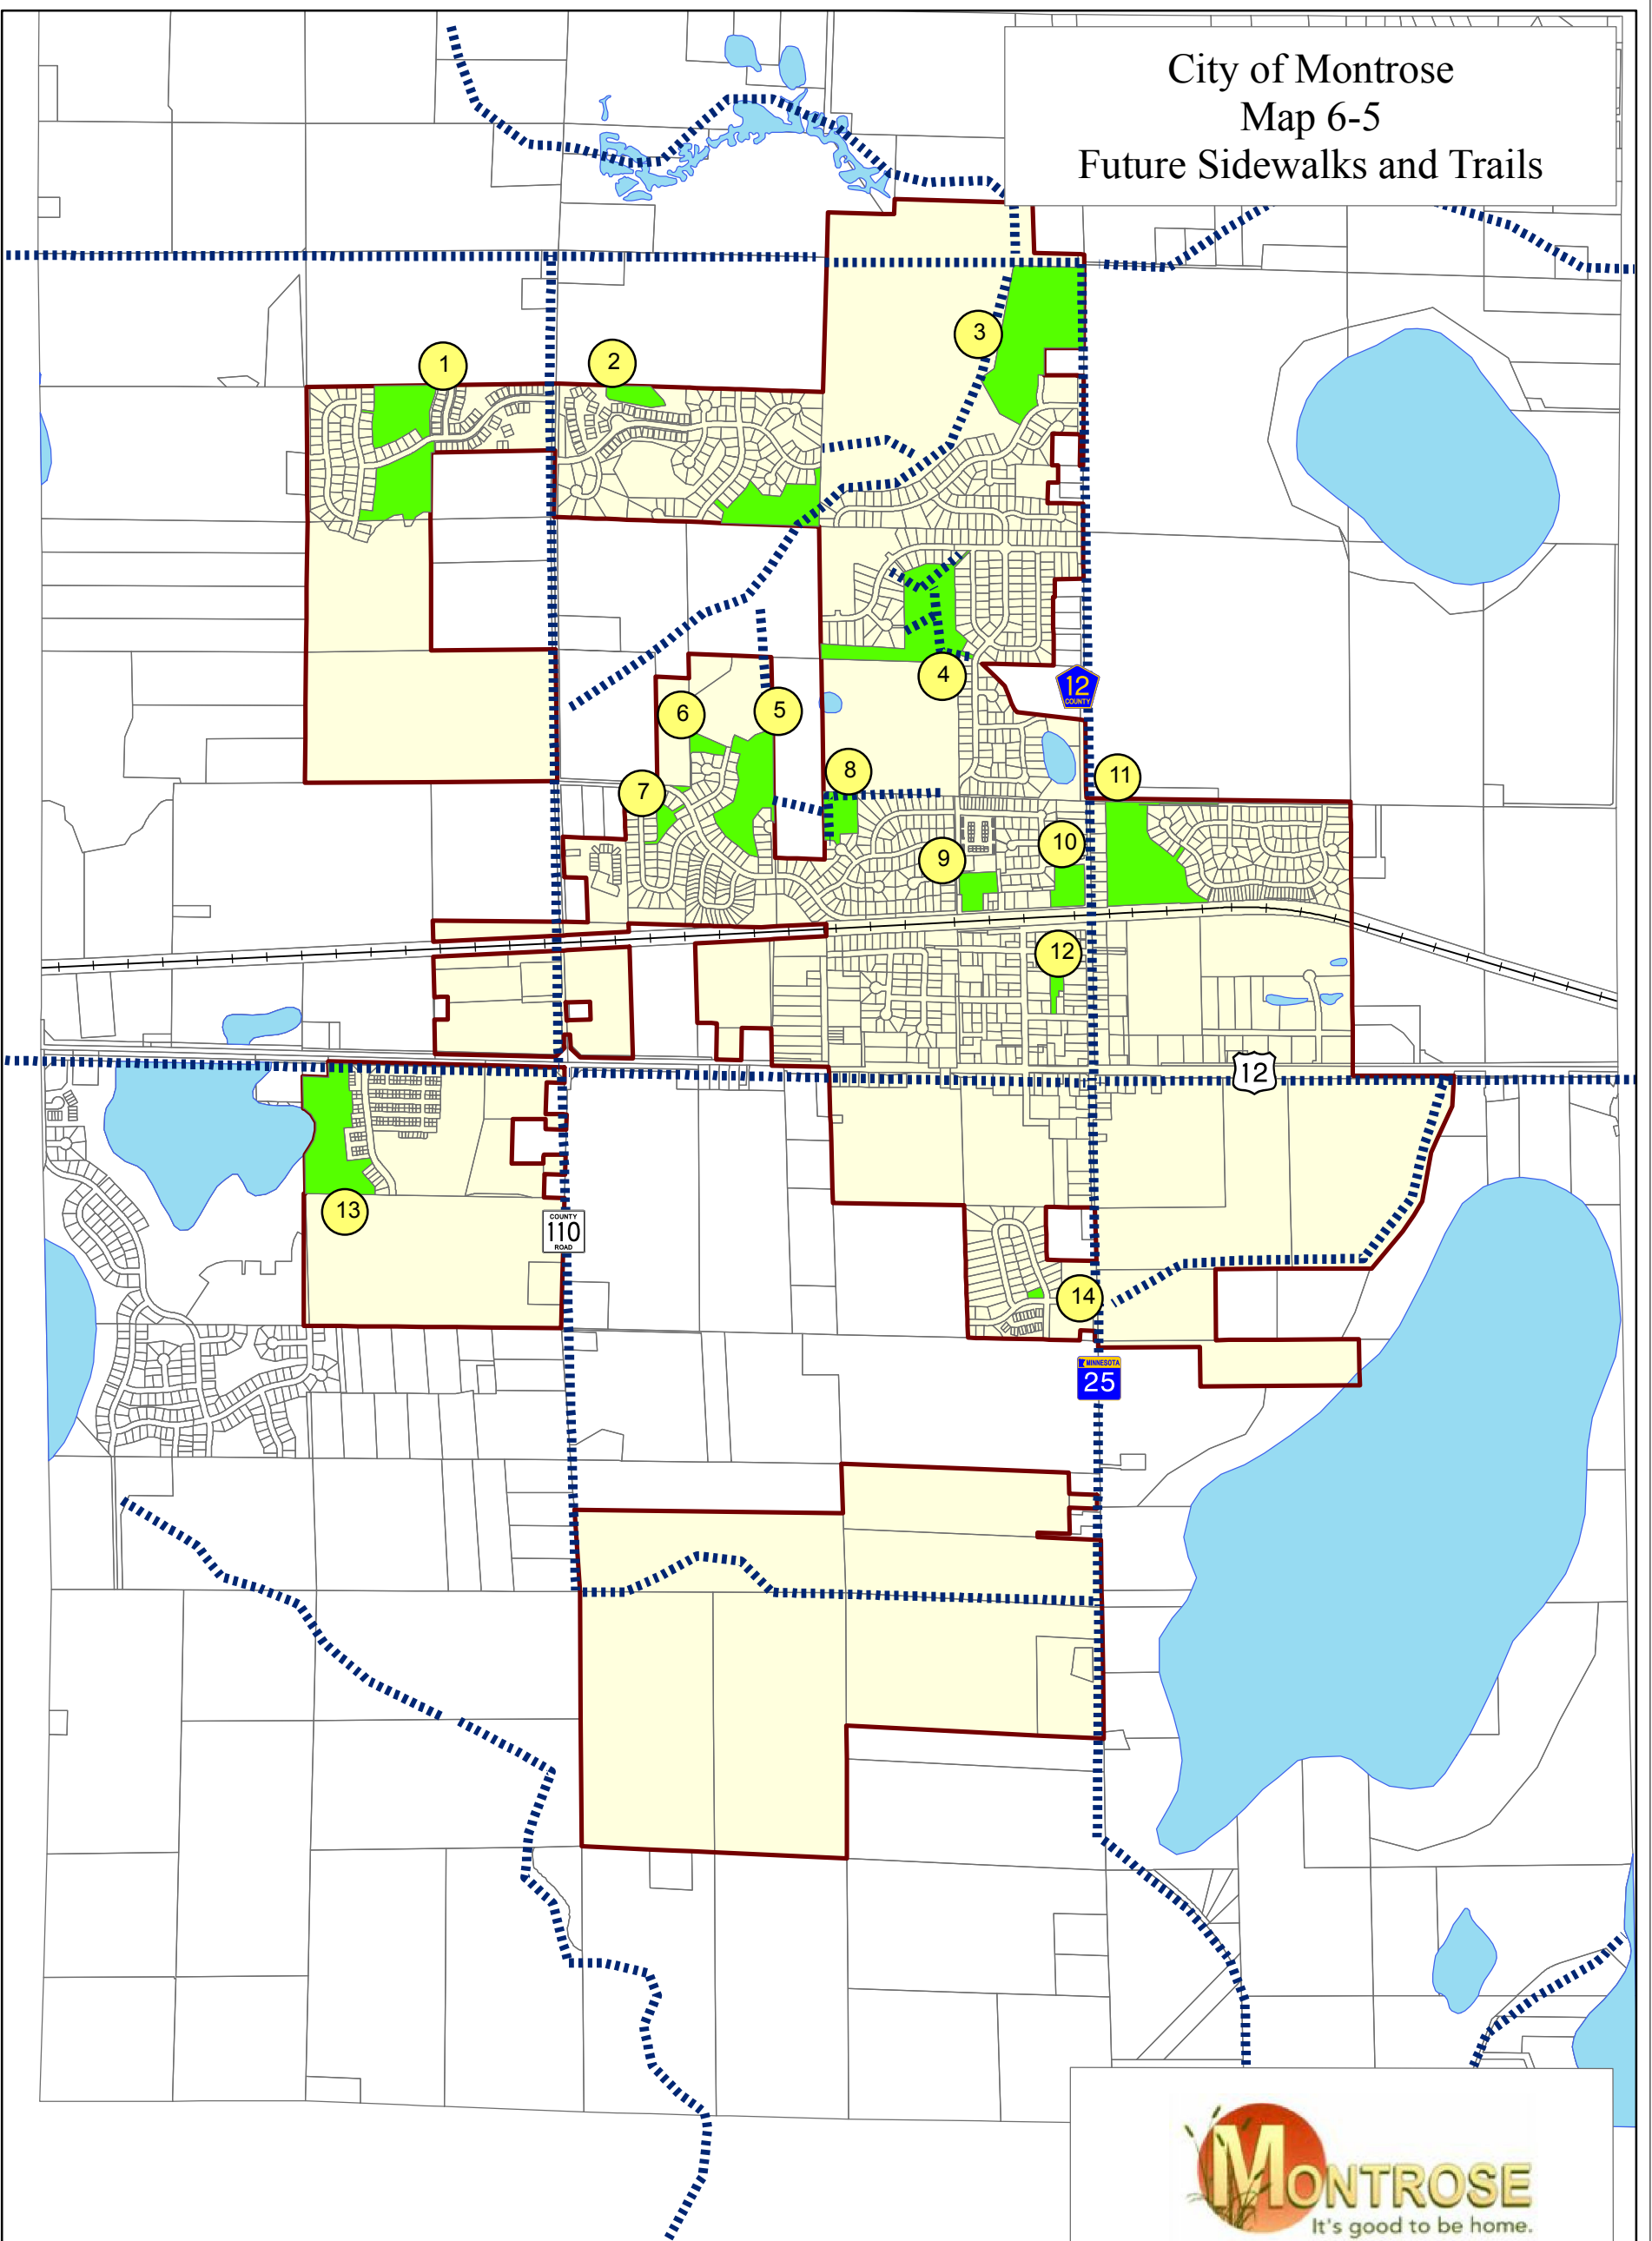 City of Montrose
Map 6-5
Future Sidewalks and Trails
3
2
1
4
12
COUNTY
6
5
8
11
7
10
9
12
12
13
COUNTY
110
ROAD
14
MINNESOTA
25
MONTROSE
It's good to be home.